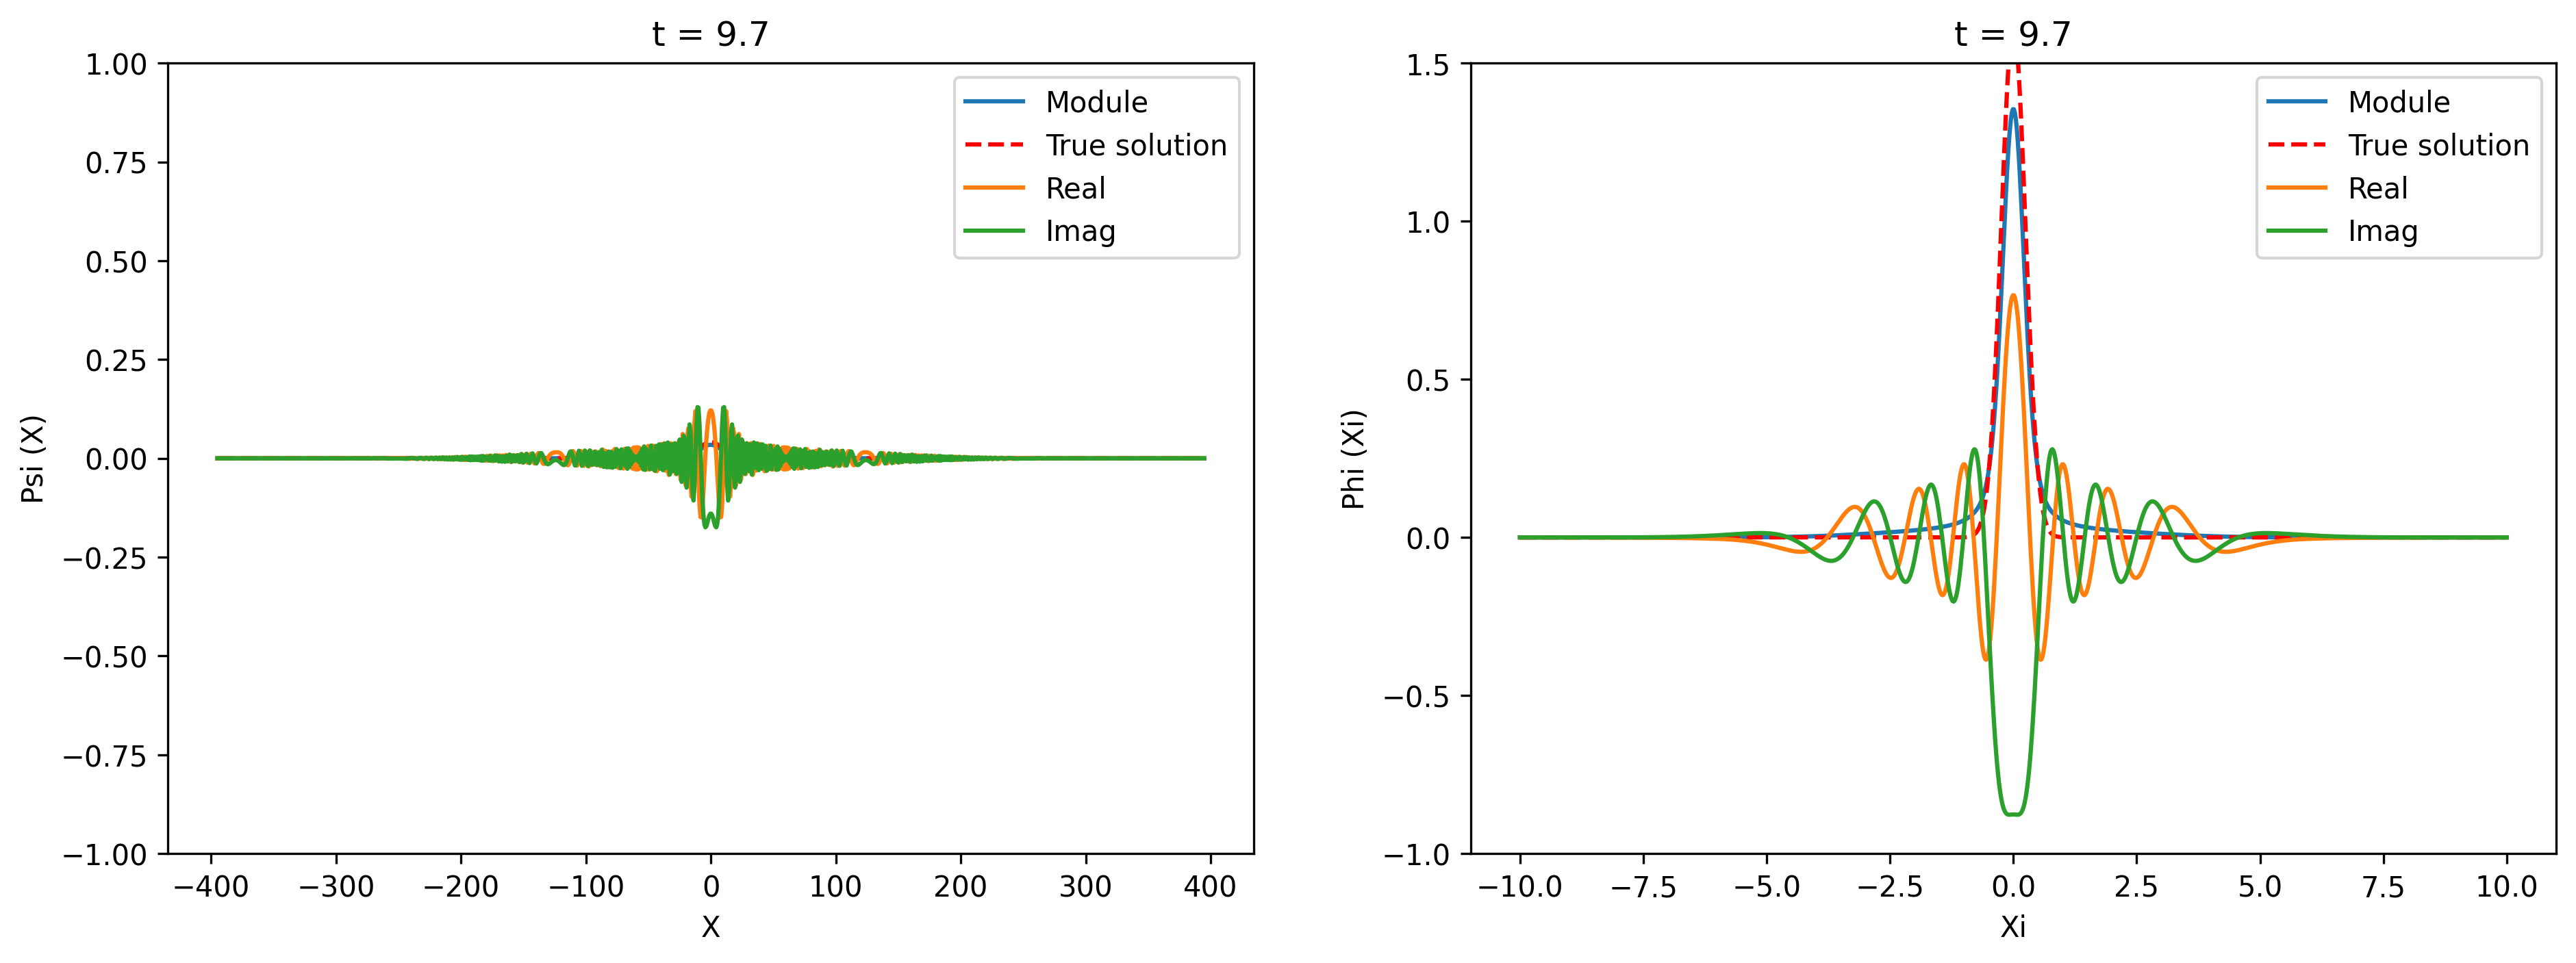 t = 9.7
1.00
0.75
0.50
0.25
0.00
−0.25
−0.50
−0.75
−1.00
Psi (X)
−400
−300
−200
−100
0
100
200
300
400
X
Module
True solution
Real
Imag
t = 9.7
1.5
1.0
0.5
0.0
−0.5
−1.0
Phi (Xi)
−10.0
−7.5
−5.0
−2.5
0.0
2.5
5.0
7.5
10.0
Xi
Module
True solution
Real
Imag